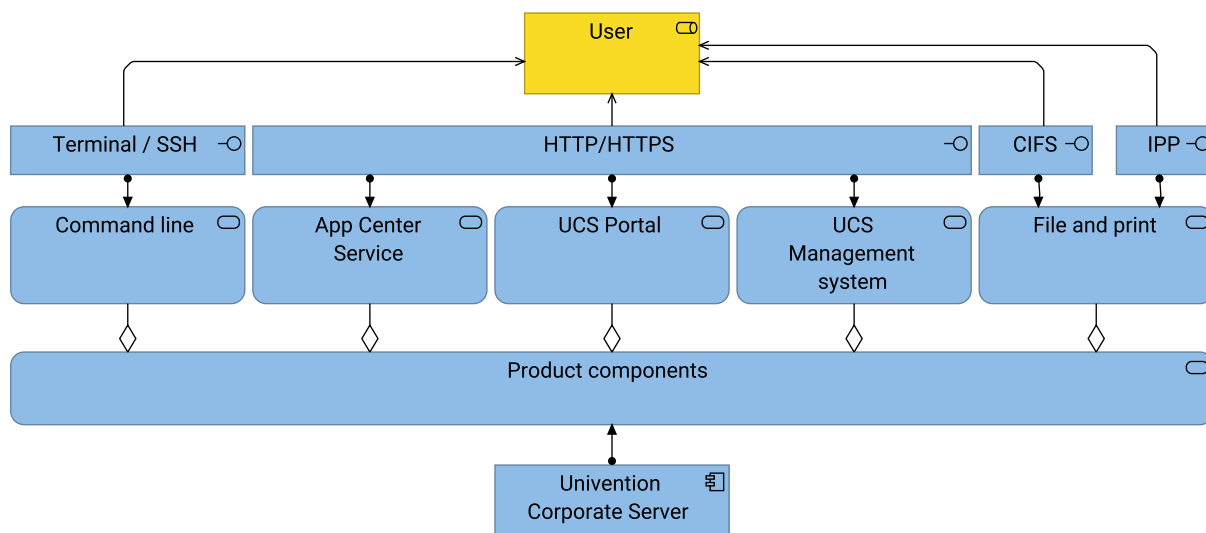 User
Terminal / SSH
HTTP/HTTPS
CIFS
IPP
Command line
App Center
Service
UCS Portal
UCS
Management
system
File and print
Product components
Univention
Corporate Server